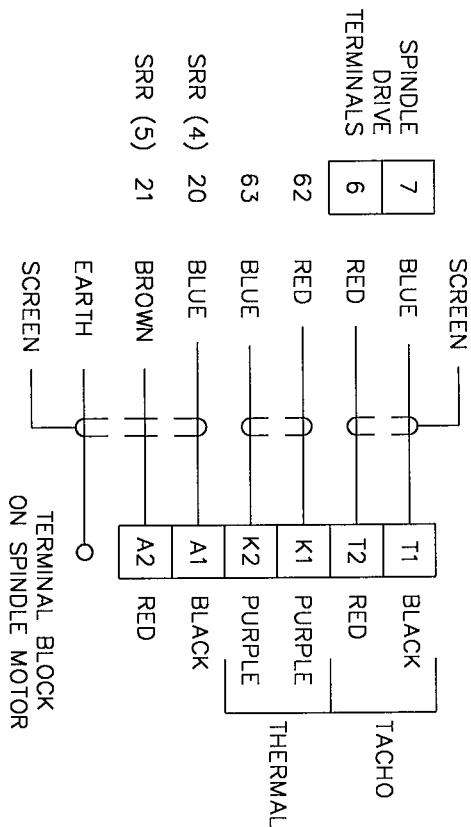 SCREEN
SPINDLE 7 BLUE T1 BLACK
DRIVE TACHO
TERMINALS 6 RED T2 RED
62 RED K1 PURPLE
THERMAL
63 BLUE K2 PURPLE
SRR (4) 20 BLUE A1 BLACK
SRR (5) 21 BROWN A2 RED
EARTH
SCREEN
TERMINAL BLOCK
ON SPINDLE MOTOR